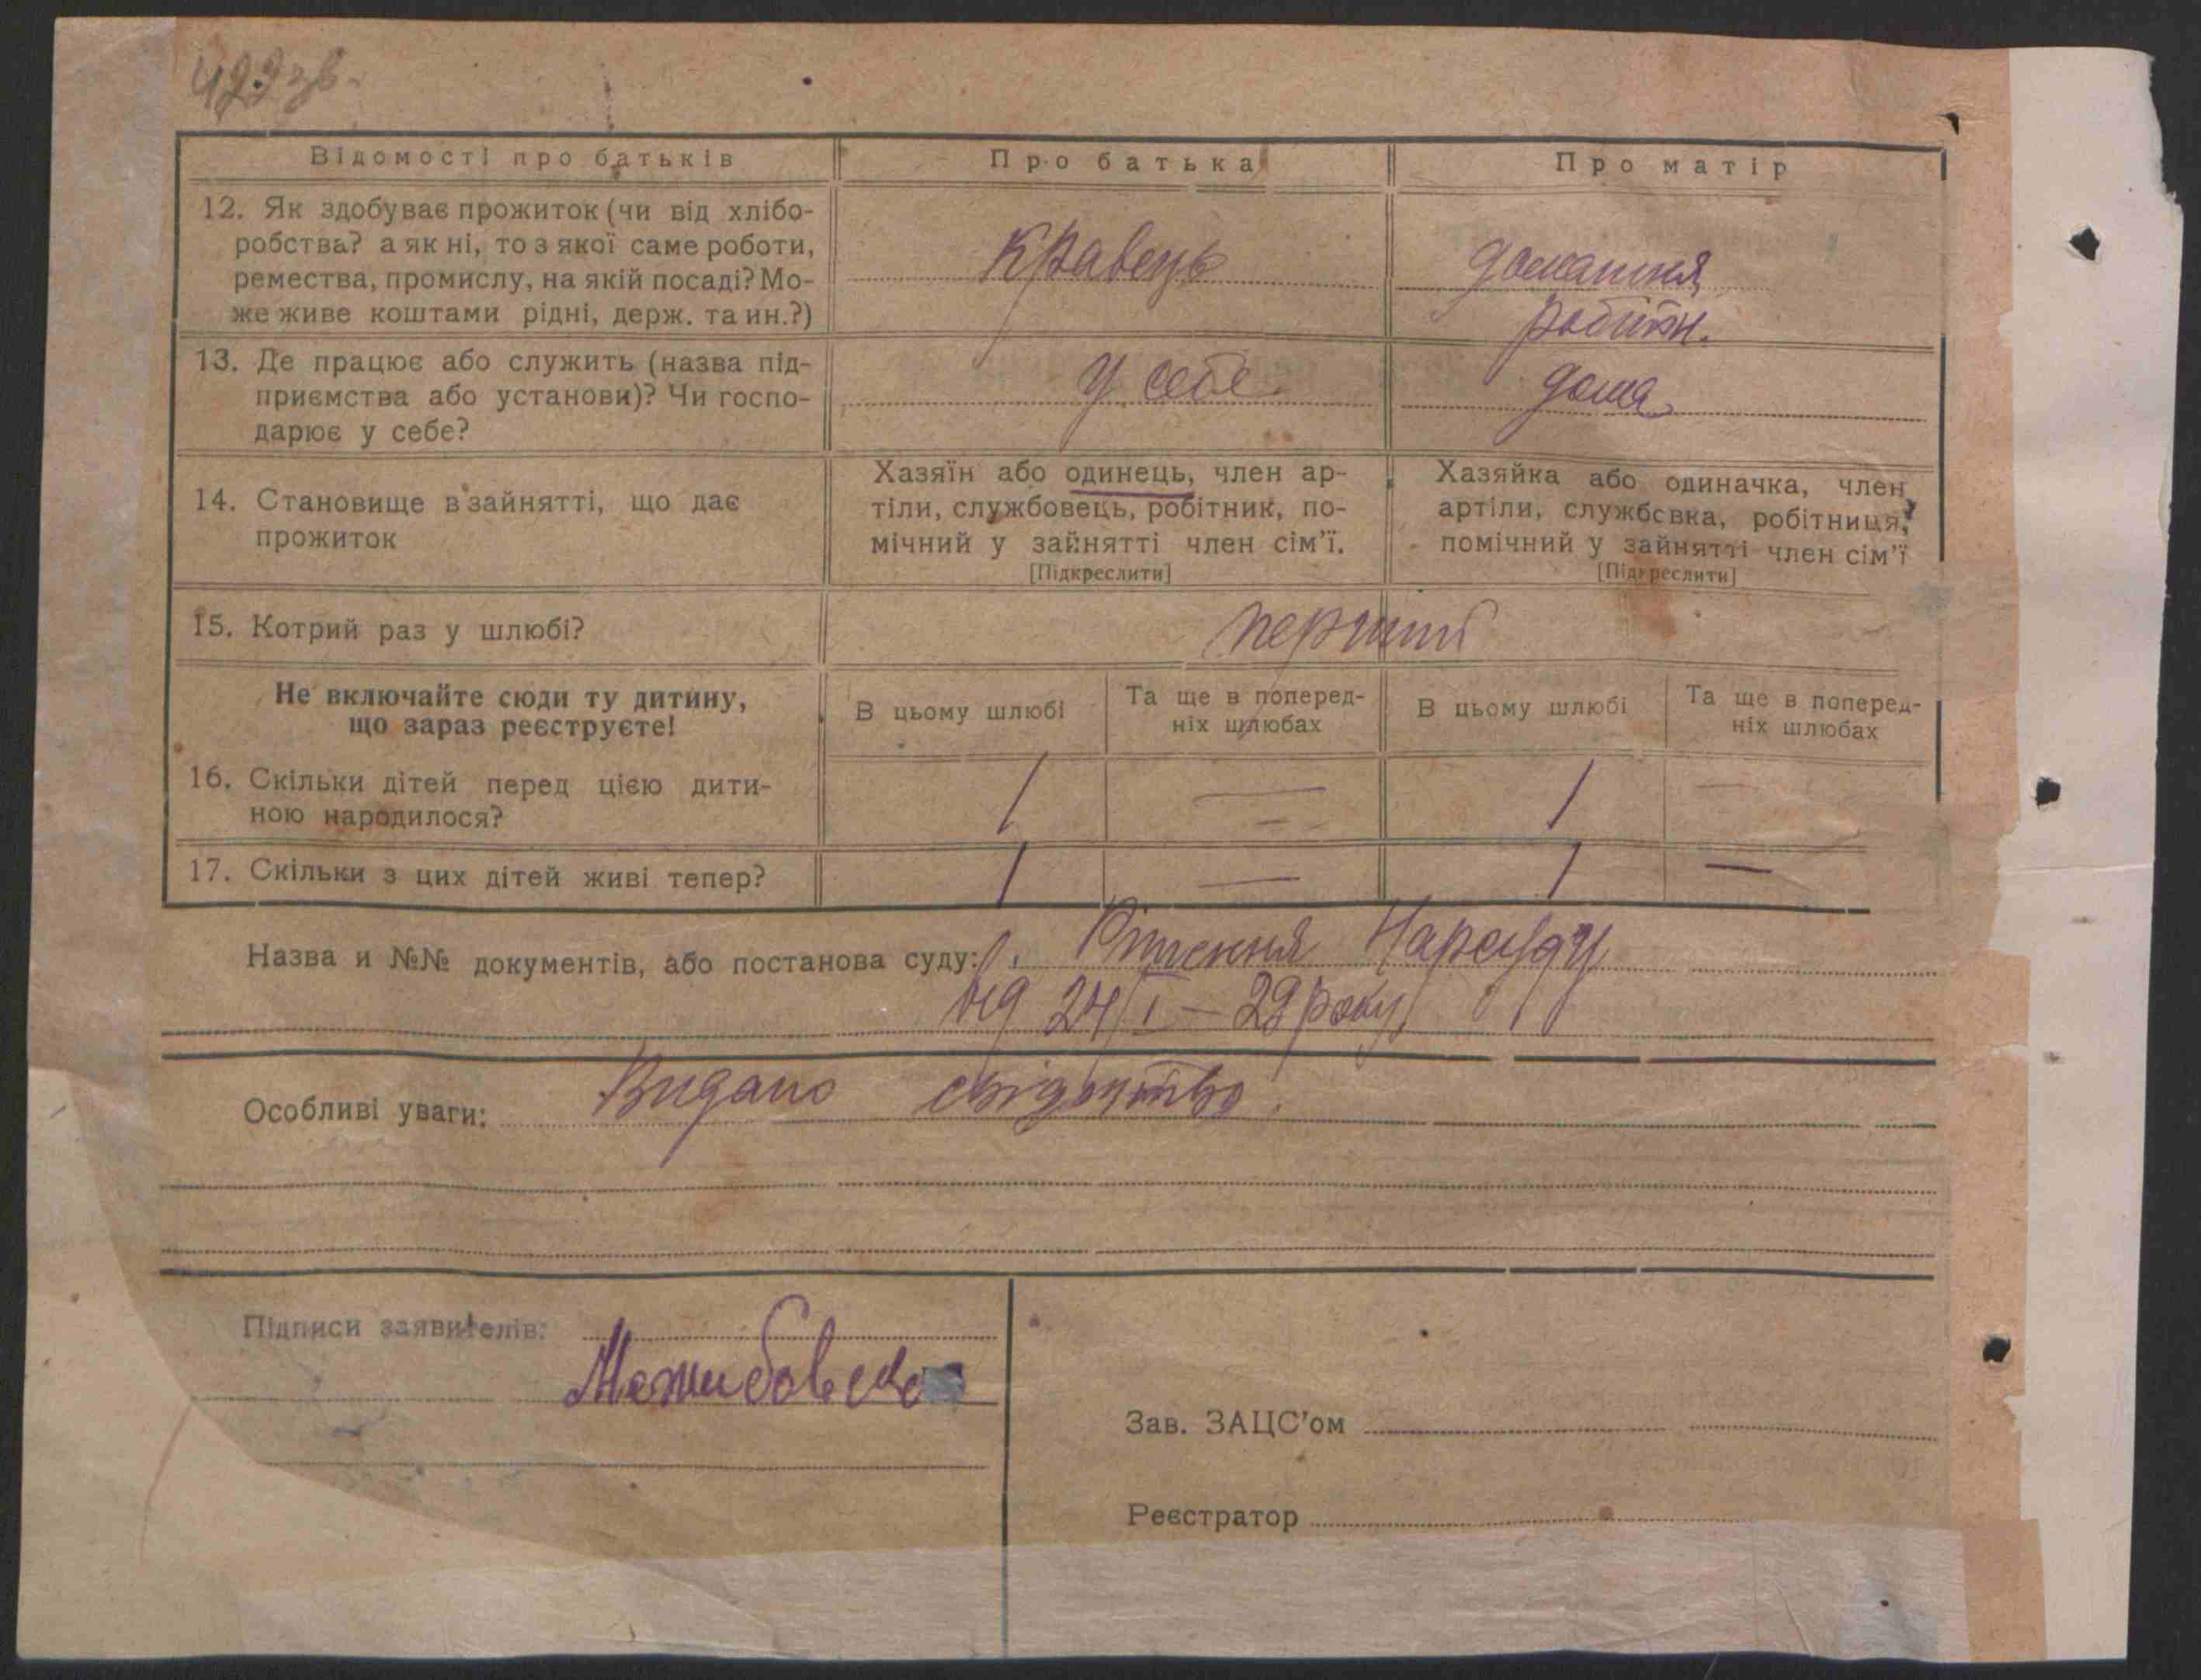 422 зв.
Відомості про батьків
Про батька
Про матір
12. Як здобуває прожиток (чи від хлібо-
робства? а як ні, то з якої саме роботи,
ремества, промислу, на якій посаді? Мо-
же живе коштами рідні, держ. та ин.?)
кравець
домашня
робітн.
13. Де працює або служить (назва під-
приємства або установи)? Чи госпо-
дарює у себе?
у себе
дома
14. Становище в зайнятті, що дає
прожиток
Хазяїн або одинець, член ар-
тіли, службовець, робітник, по-
мічний у зайнятті член сім'ї.
[Підкреслити]
Хазяйка або одиначка, член
артіли, службовка, робітниця,
помічний у зайнятті член сім'ї
[Підкреслити]
15. Котрий раз у шлюбі?
перший
Не включайте сюди ту дитину,
що зараз реєструєте!
В цьому шлюбі
Та ще в поперед-
ніх шлюбах
В цьому шлюбі
Та ще в поперед-
ніх шлюбах
16. Скільки дітей перед цією дити-
ною народилося?
1 — 1 —
17. Скільки з цих дітей живі тепер?
1 — 1 —
Назва и №№ документів, або постанова суду: Рішення Нарсуду
від 24/I – 29 року
Особливі уваги: Видано свідоцтво.
Підписи заявителів:
Зав. ЗАЦС'ом
Реєстратор